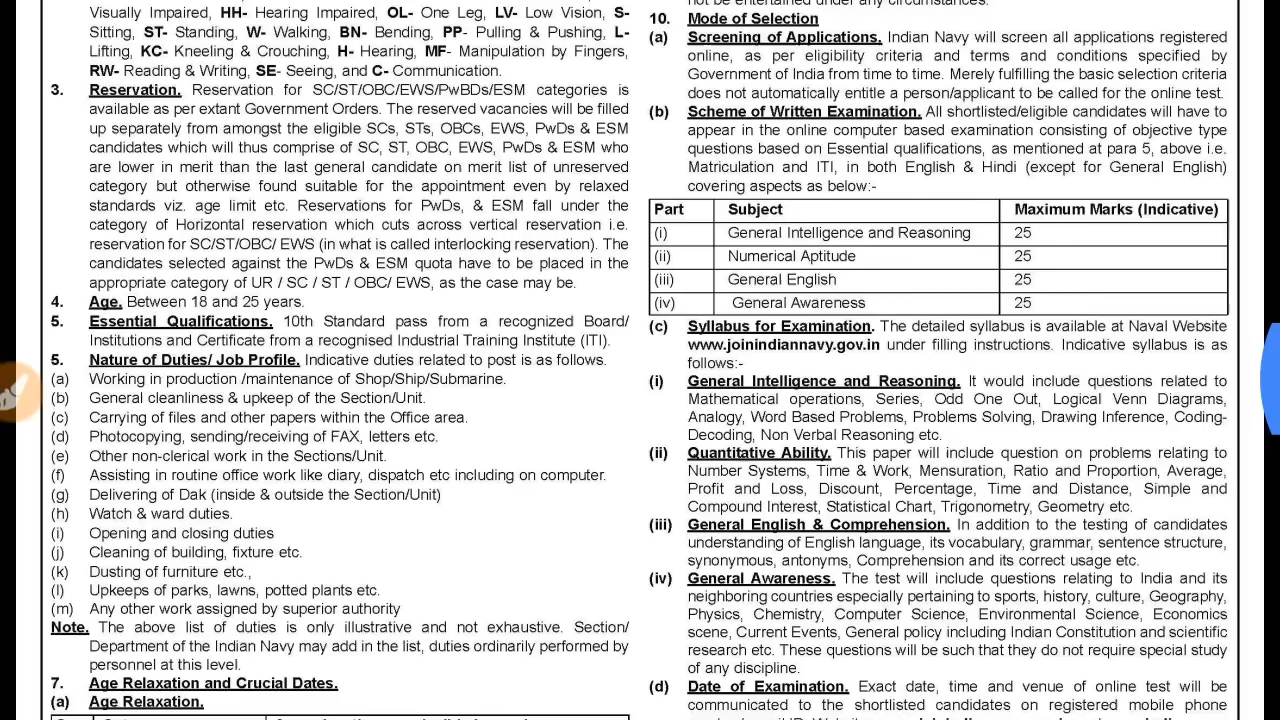 Visually Impaired, HH- Hearing Impaired, OL- One Leg, LV- Low Vision, S-
Sitting, ST- Standing, W- Walking, BN- Bending, PP- Pulling & Pushing, L-
Lifting, KC- Kneeling & Crouching, H- Hearing, MF- Manipulation by Fingers,
RW- Reading & Writing, SE- Seeing, and C- Communication.
3. Reservation. Reservation for SC/ST/OBC/EWS/PwBDs/ESM categories is
available as per extant Government Orders. The reserved vacancies will be filled
up separately from amongst the eligible SCs, STs, OBCs, EWS, PwDs & ESM
candidates which will thus comprise of SC, ST, OBC, EWS, PwDs & ESM who
are lower in merit than the last general candidate on merit list of unreserved
category but otherwise found suitable for the appointment even by relaxed
standards viz. age limit etc. Reservations for PwDs, & ESM fall under the
category of Horizontal reservation which cuts across vertical reservation i.e.
reservation for SC/ST/OBC/ EWS (in what is called interlocking reservation). The
candidates selected against the PwDs & ESM quota have to be placed in the
appropriate category of UR / SC / ST / OBC/ EWS, as the case may be.
4. Age. Between 18 and 25 years.
5. Essential Qualifications. 10th Standard pass from a recognized Board/
Institutions and Certificate from a recognised Industrial Training Institute (ITI).
5. Nature of Duties/ Job Profile. Indicative duties related to post is as follows.
(a) Working in production /maintenance of Shop/Ship/Submarine.
(b) General cleanliness & upkeep of the Section/Unit.
(c) Carrying of files and other papers within the Office area.
(d) Photocopying, sending/receiving of FAX, letters etc.
(e) Other non-clerical work in the Sections/Unit.
(f) Assisting in routine office work like diary, dispatch etc including on computer.
(g) Delivering of Dak (inside & outside the Section/Unit)
(h) Watch & ward duties.
(i) Opening and closing duties
(j) Cleaning of building, fixture etc.
(k) Dusting of furniture etc.,
(l) Upkeeps of parks, lawns, potted plants etc.
(m) Any other work assigned by superior authority
Note. The above list of duties is only illustrative and not exhaustive. Section/
Department of the Indian Navy may add in the list, duties ordinarily performed by
personnel at this level.
7. Age Relaxation and Crucial Dates.
(a) Age Relaxation.
not be entertained under any circumstances.
10. Mode of Selection
(a) Screening of Applications. Indian Navy will screen all applications registered
online, as per eligibility criteria and terms and conditions specified by
Government of India from time to time. Merely fulfilling the basic selection criteria
does not automatically entitle a person/applicant to be called for the online test.
(b) Scheme of Written Examination. All shortlisted/eligible candidates will have to
appear in the online computer based examination consisting of objective type
questions based on Essential qualifications, as mentioned at para 5, above i.e.
Matriculation and ITI, in both English & Hindi (except for General English)
covering aspects as below:-
Part Subject Maximum Marks (Indicative)
(i) General Intelligence and Reasoning 25
(ii) Numerical Aptitude 25
(iii) General English 25
(iv) General Awareness 25
(c) Syllabus for Examination. The detailed syllabus is available at Naval Website
www.joinindiannavy.gov.in under filling instructions. Indicative syllabus is as
follows:-
(i) General Intelligence and Reasoning. It would include questions related to
Mathematical operations, Series, Odd One Out, Logical Venn Diagrams,
Analogy, Word Based Problems, Problems Solving, Drawing Inference, Coding-
Decoding, Non Verbal Reasoning etc.
(ii) Quantitative Ability. This paper will include question on problems relating to
Number Systems, Time & Work, Mensuration, Ratio and Proportion, Average,
Profit and Loss, Discount, Percentage, Time and Distance, Simple and
Compound Interest, Statistical Chart, Trigonometry, Geometry etc.
(iii) General English & Comprehension. In addition to the testing of candidates
understanding of English language, its vocabulary, grammar, sentence structure,
synonymous, antonyms, Comprehension and its correct usage etc.
(iv) General Awareness. The test will include questions relating to India and its
neighboring countries especially pertaining to sports, history, culture, Geography,
Physics, Chemistry, Computer Science, Environmental Science, Economics
scene, Current Events, General policy including Indian Constitution and scientific
research etc. These questions will be such that they do not require special study
of any discipline.
(d) Date of Examination. Exact date, time and venue of online test will be
communicated to the shortlisted candidates on registered mobile phone